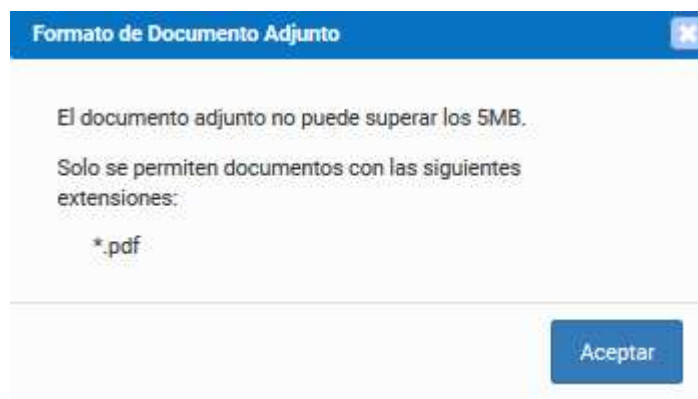 Formato de Documento Adjunto
El documento adjunto no puede superar los 5MB.
Solo se permiten documentos con las siguientes
extensiones:
*.pdf
Aceptar